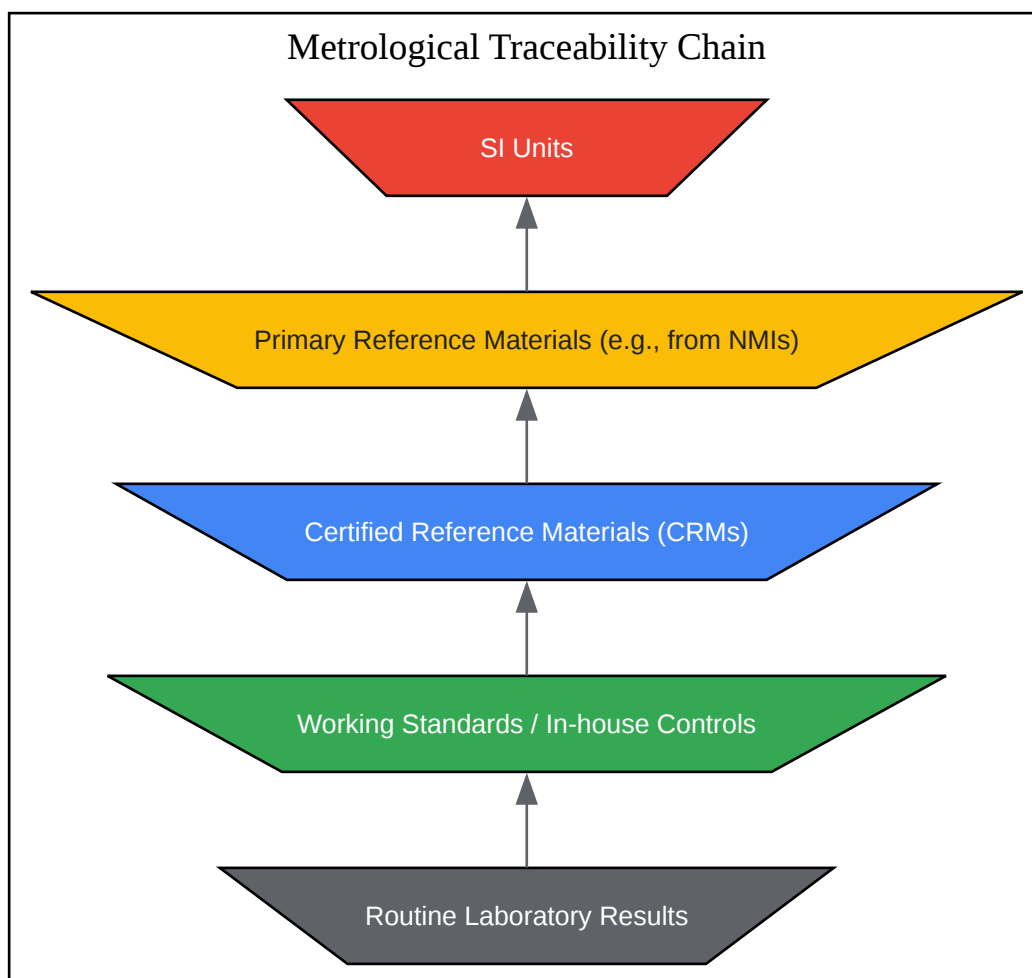 Metrological Traceability Chain
SI Units
Primary Reference Materials (e.g., from NMIs)
Certified Reference Materials (CRMs)
Working Standards / In-house Controls
Routine Laboratory Results